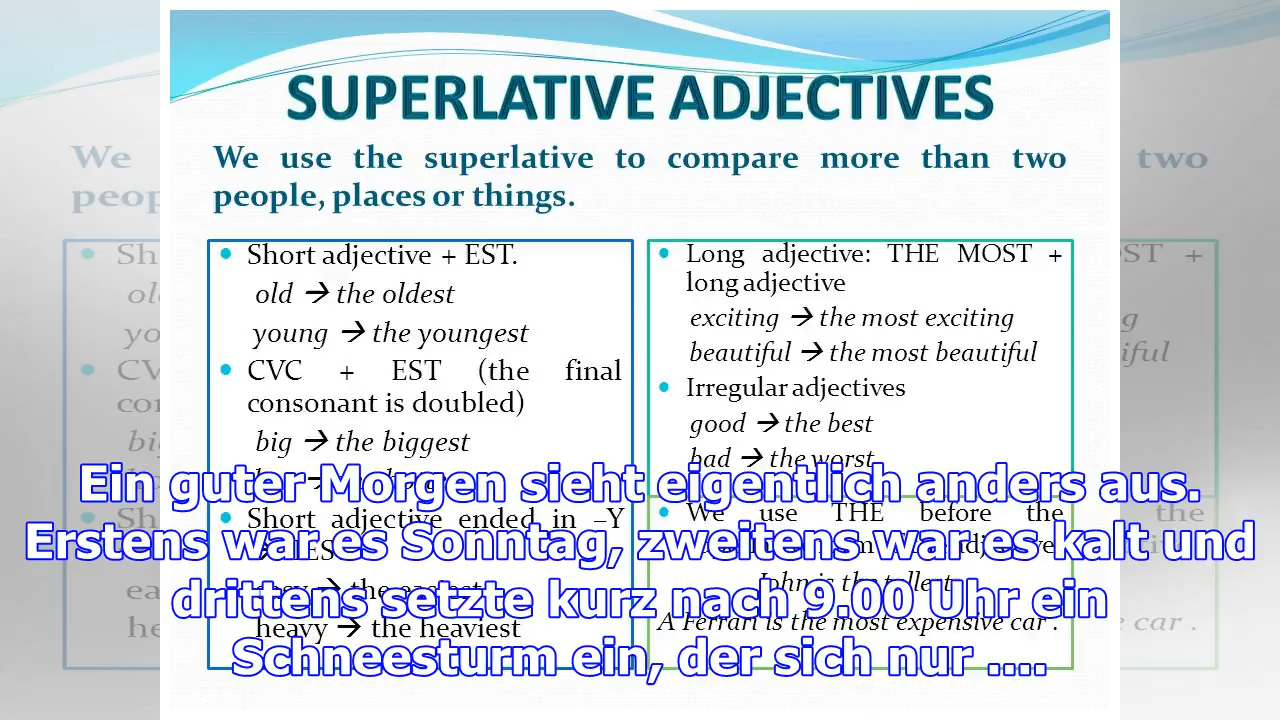 SUPERLATIVE ADJECTIVES
We use the superlative to compare more than two
people, places or things.
• Short adjective + EST.
old → the oldest
young → the youngest
• CVC + EST (the final
consonant is doubled)
big → the biggest
• Short adjective ended in –Y
heavy → the heaviest
• Long adjective: THE MOST +
long adjective
exciting → the most exciting
beautiful → the most beautiful
• Irregular adjectives
good → the best
bad → the worst
• We use THE before the
John is the tallest
A Ferrari is the most expensive car .
Ein guter Morgen sieht eigentlich anders aus.
Erstens war es Sonntag, zweitens war es kalt und
drittens setzte kurz nach 9.00 Uhr ein
Schneesturm ein, der sich nur ....